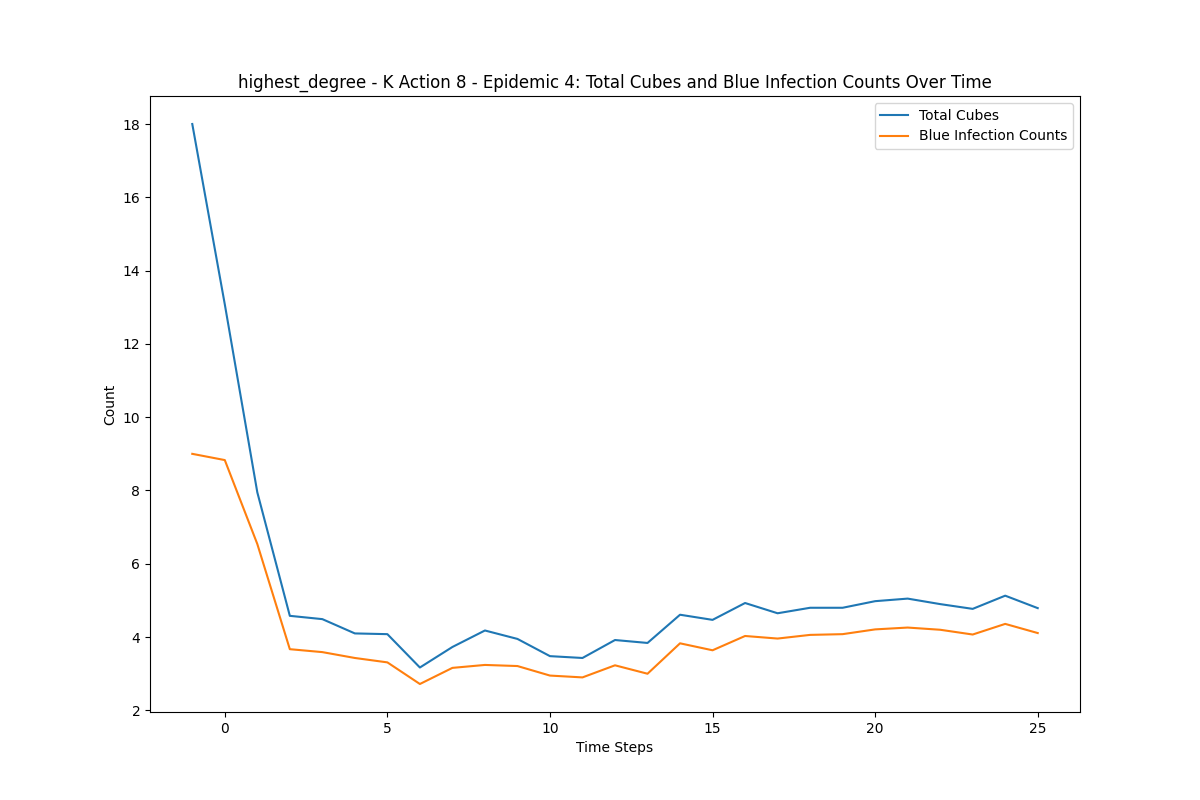 highest_degree - K Action 8 - Epidemic 4: Total Cubes and Blue Infection Counts Over Time
Total Cubes
Blue Infection Counts
18
16
14
12
10
8
6
4
2
Count
0 5 10 15 20 25
Time Steps